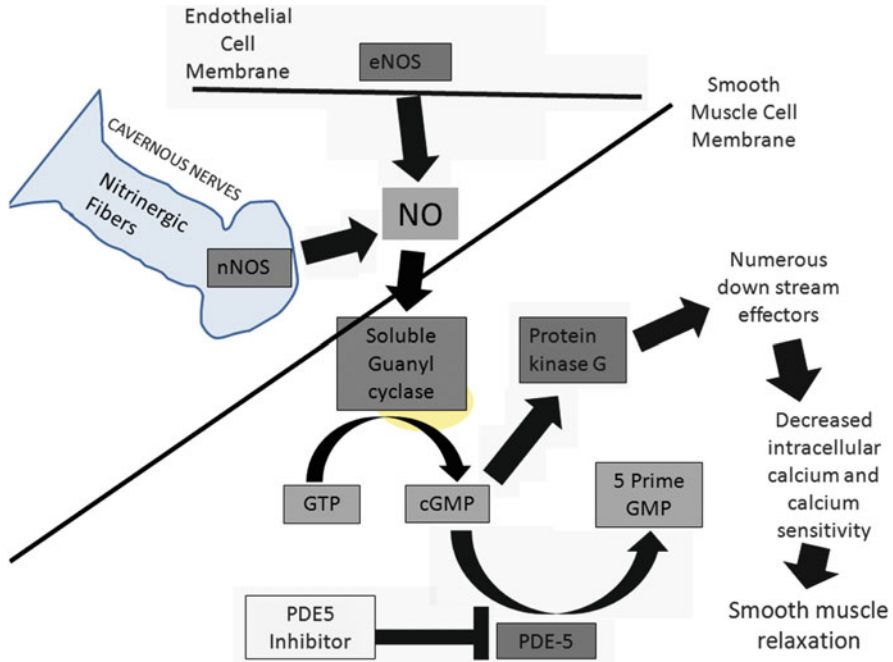 Endothelial
Cell
Membrane
eNOS
Smooth
Muscle Cell
Membrane
CAVERNOUS NERVES
Nitrinergic
Fibers
nNOS
NO
Numerous
down stream
effectors
Soluble
Guanyl
cyclase
Protein
kinase G
Decreased
intracellular
calcium and
calcium
sensitivity
GTP
cGMP
5 Prime
GMP
PDE5
Inhibitor
PDE-5
Smooth muscle
relaxation